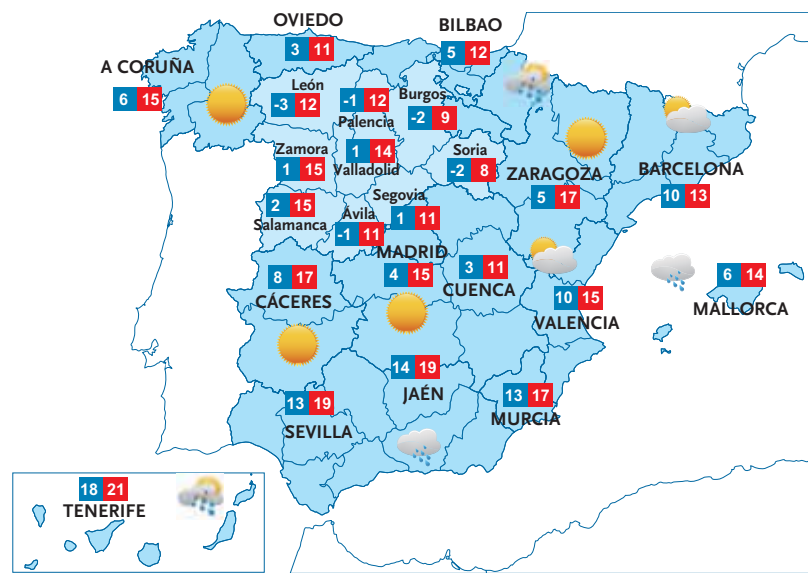 OVIEDO
3 11
BILBAO
5 12
A CORUÑA
6 15
León
-3 12
-1 12
Palencia
Burgos
-2 9
Zamora
1 15
1 14
Valladolid
Soria
-2 8
ZARAGOZA
5 17
BARCELONA
10 13
2 15
Salamanca
Ávila
-1 11
Segovia
1 11
MADRID
4 15
3 11
CUENCA
8 17
CÁCERES
10 15
VALENCIA
6 14
MALLORCA
14 19
JAÉN
13 17
MURCIA
13 19
SEVILLA
18 21
TENERIFE